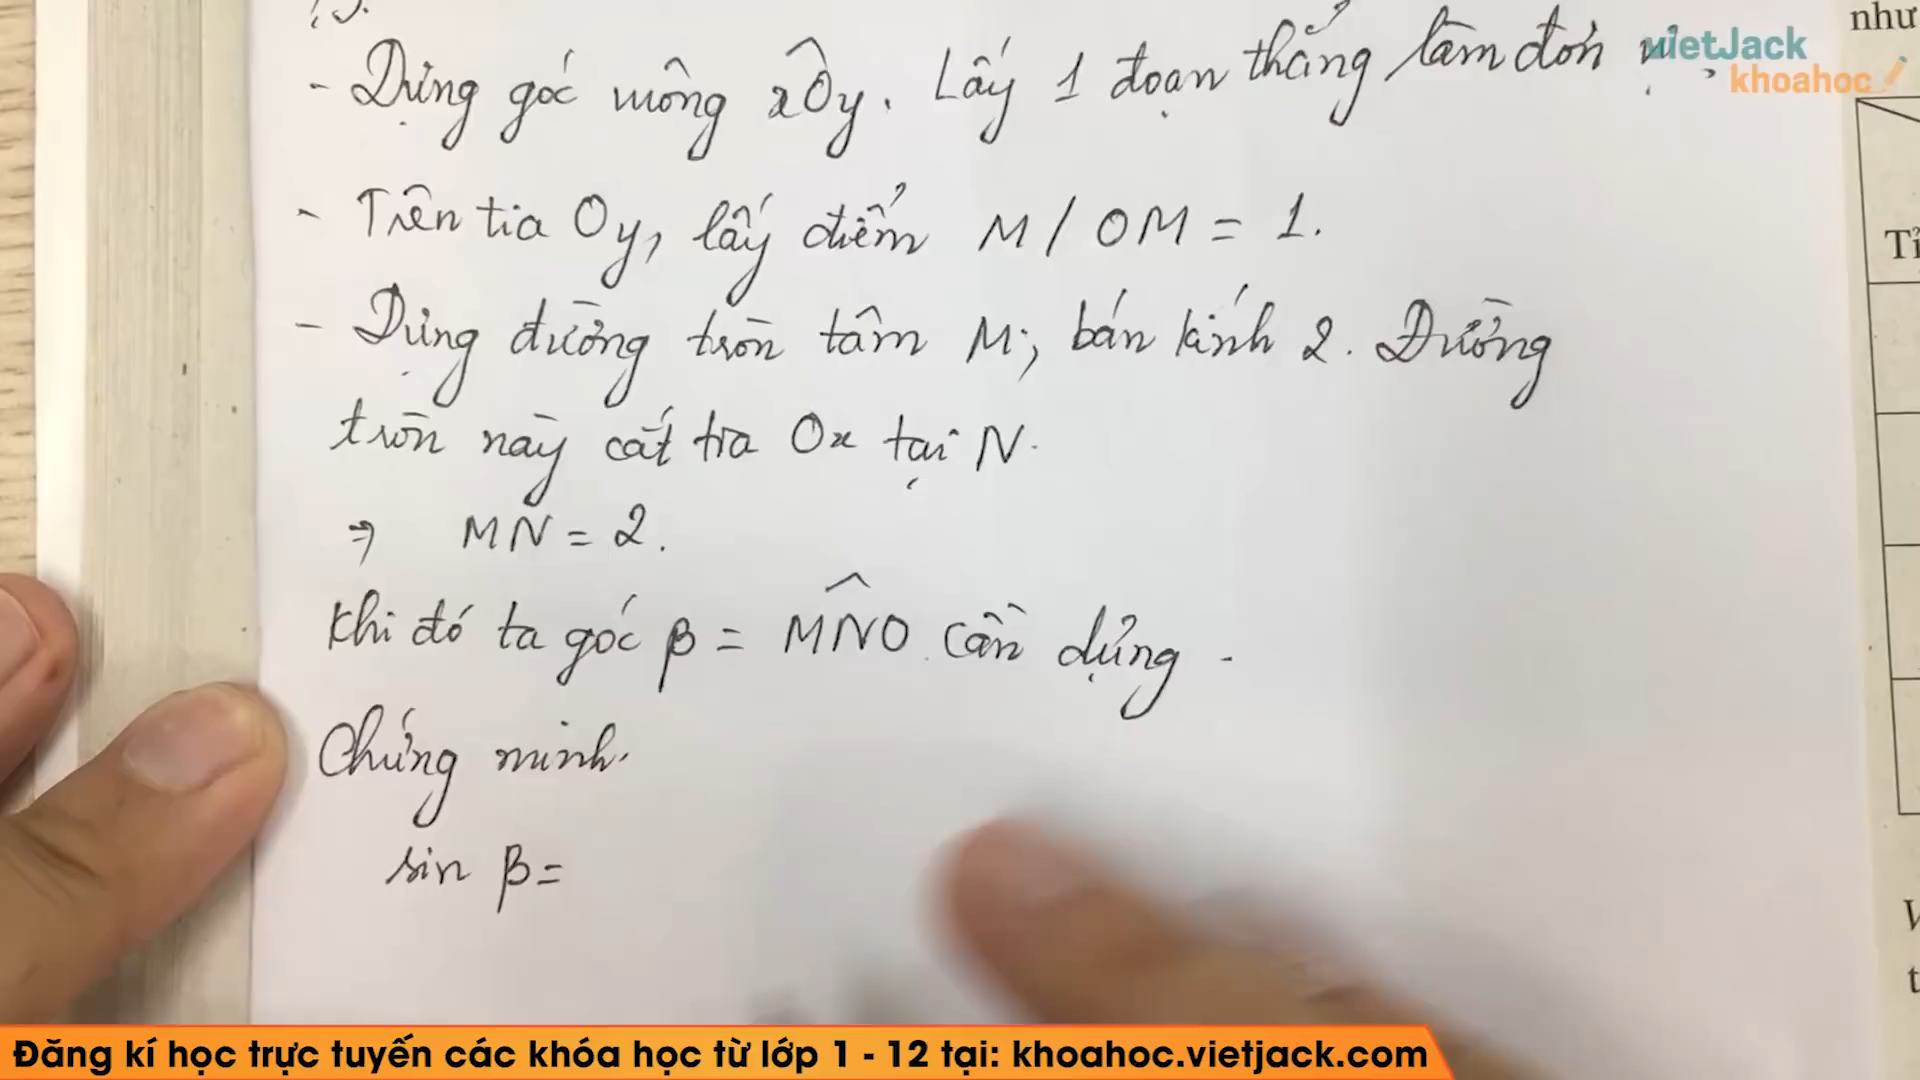 ?3.
như
vietJack
khoahoc
- Dựng góc vuông xOy. Lấy 1 đoạn thẳng làm đơn vị
- Trên tia Oy, lấy điểm M / OM = 1.
Tỉ
- Dựng đường tròn tâm M; bán kính 2. Đường
tròn này cắt tia Ox tại N.
⇒ MN = 2.
Khi đó ta góc β = MNO cần dựng.
Chứng minh.
sin β =
V
t
Đăng kí học trực tuyến các khóa học từ lớp 1 - 12 tại: khoahoc.vietjack.com